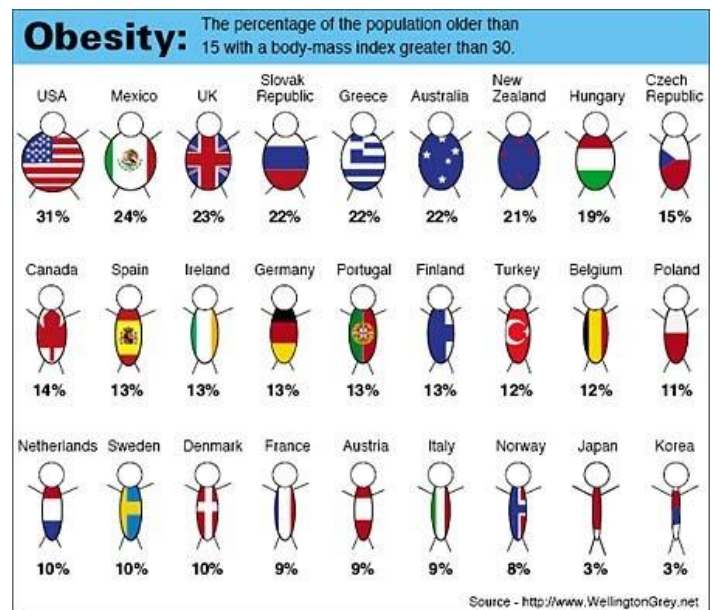 Obesity: The percentage of the population older than
15 with a body-mass index greater than 30.
USA Mexico UK Slovak Republic Greece Australia New Zealand Hungary Czech Republic
31% 24% 23% 22% 22% 22% 21% 19% 15%
Canada Spain Ireland Germany Portugal Finland Turkey Belgium Poland
14% 13% 13% 13% 13% 13% 12% 12% 11%
Netherlands Sweden Denmark France Austria Italy Norway Japan Korea
10% 10% 10% 9% 9% 9% 8% 3% 3%
Source - http://www.WellingtonGrey.net